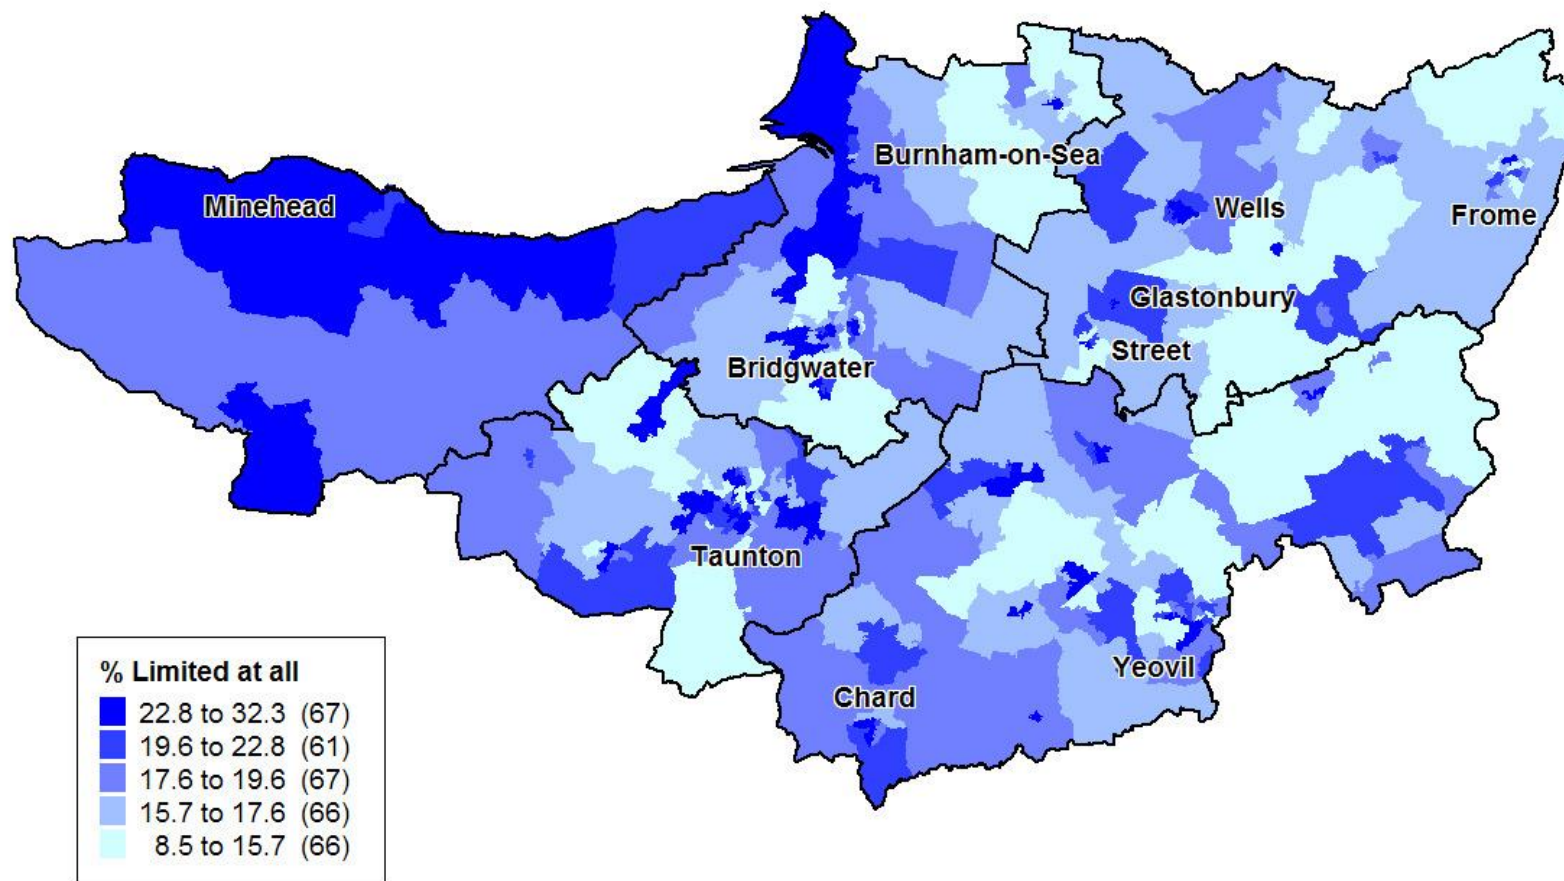 Burnham-on-Sea
Minehead
Wells
Frome
Glastonbury
Street
Bridgwater
Taunton
Yeovil
Chard
% Limited at all
22.8 to 32.3 (67)
19.6 to 22.8 (61)
17.6 to 19.6 (67)
15.7 to 17.6 (66)
8.5 to 15.7 (66)